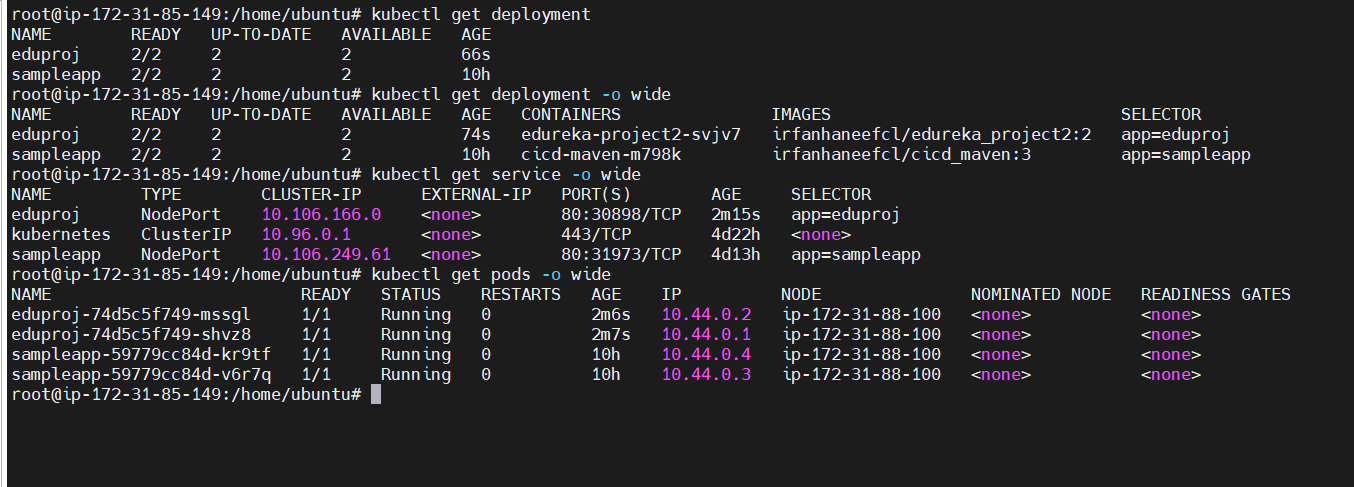 root@ip-172-31-85-149:/home/ubuntu# kubectl get deployment
NAME        READY   UP-TO-DATE   AVAILABLE   AGE
eduproj     2/2     2            2           66s
sampleapp   2/2     2            2           10h
root@ip-172-31-85-149:/home/ubuntu# kubectl get deployment -o wide
NAME        READY   UP-TO-DATE   AVAILABLE   AGE   CONTAINERS               IMAGES                             SELECTOR
eduproj     2/2     2            2           74s   edureka-project2-svjv7   irfanhaneefcl/edureka_project2:2   app=eduproj
sampleapp   2/2     2            2           10h   cicd-maven-m798k         irfanhaneefcl/cicd_maven:3         app=sampleapp
root@ip-172-31-85-149:/home/ubuntu# kubectl get service -o wide
NAME         TYPE        CLUSTER-IP      EXTERNAL-IP   PORT(S)        AGE     SELECTOR
eduproj      NodePort    10.106.166.0    <none>        80:30898/TCP   2m15s   app=eduproj
kubernetes   ClusterIP   10.96.0.1       <none>        443/TCP        4d22h   <none>
sampleapp    NodePort    10.106.249.61   <none>        80:31973/TCP   4d13h   app=sampleapp
root@ip-172-31-85-149:/home/ubuntu# kubectl get pods -o wide
NAME                         READY   STATUS    RESTARTS   AGE    IP          NODE               NOMINATED NODE   READINESS GATES
eduproj-74d5c5f749-mssgl     1/1     Running   0          2m6s   10.44.0.2   ip-172-31-88-100   <none>           <none>
eduproj-74d5c5f749-shvz8     1/1     Running   0          2m7s   10.44.0.1   ip-172-31-88-100   <none>           <none>
sampleapp-59779cc84d-kr9tf   1/1     Running   0          10h    10.44.0.4   ip-172-31-88-100   <none>           <none>
sampleapp-59779cc84d-v6r7q   1/1     Running   0          10h    10.44.0.3   ip-172-31-88-100   <none>           <none>
root@ip-172-31-85-149:/home/ubuntu#